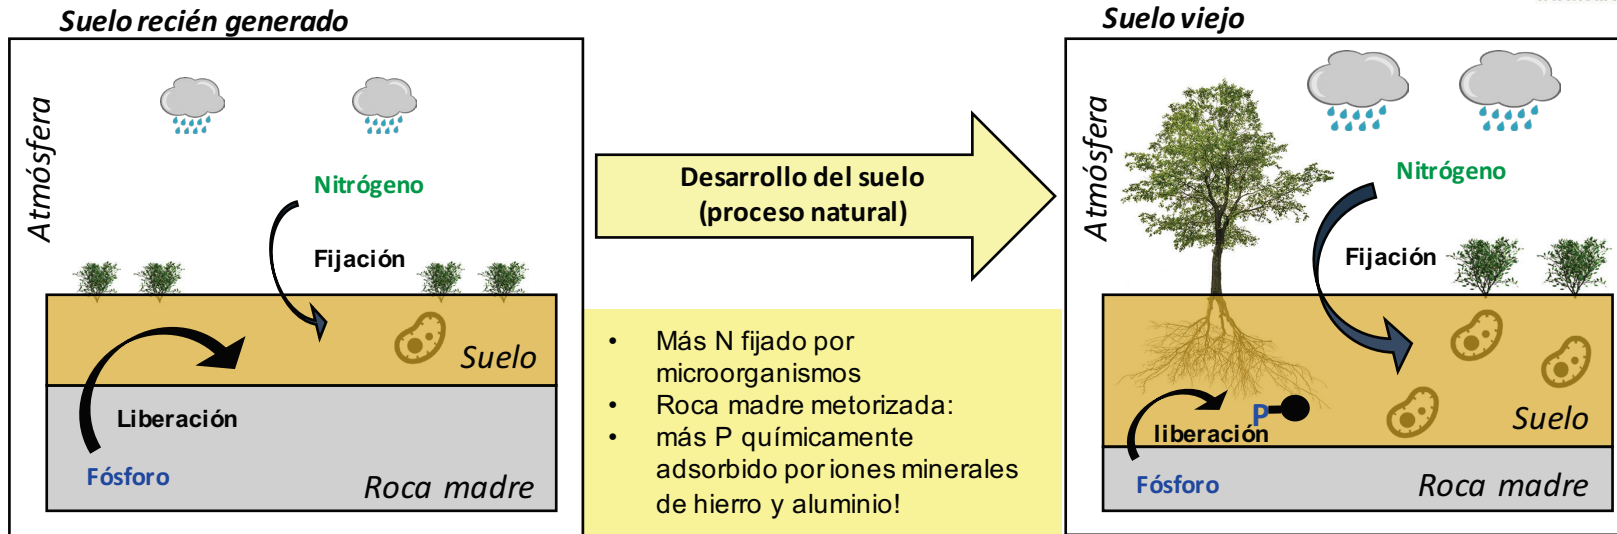 Suelo recién generado
Atmósfera
Nitrógeno
Fijación
Suelo
Liberación
Fósforo
Roca madre
Desarrollo del suelo
(proceso natural)
• Más N fijado por
microorganismos
• Roca madre metorizada:
• más P químicamente
adsorbido por iones minerales
de hierro y aluminio!
Suelo viejo
Atmósfera
Nitrógeno
Fijación
P
liberación
Suelo
Fósforo
Roca madre